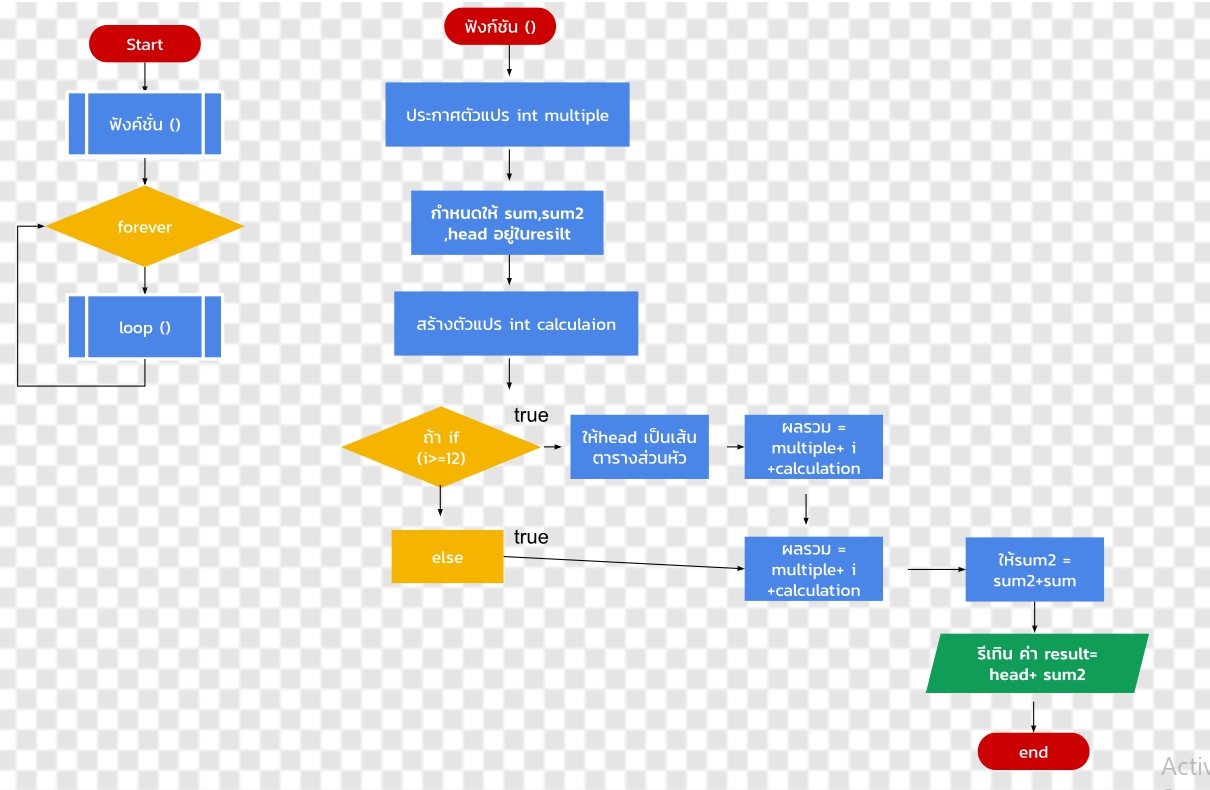 Start
ฟังค์ชั่น ()
forever
loop ()
ฟังก์ชัน ()
ประกาศตัวแปร int multiple
กำหนดให้ sum,sum2
,head อยู่ในresilt
สร้างตัวแปร int calculaion
ถ้า if
(i>=12)
true
ให้head เป็นเส้น
ตารางส่วนหัว
ผลรวม =
multiple+ i
+calculation
else
true
ผลรวม =
multiple+ i
+calculation
ให้sum2 =
sum2+sum
รีเทิน ค่า result=
head+ sum2
end
Activ